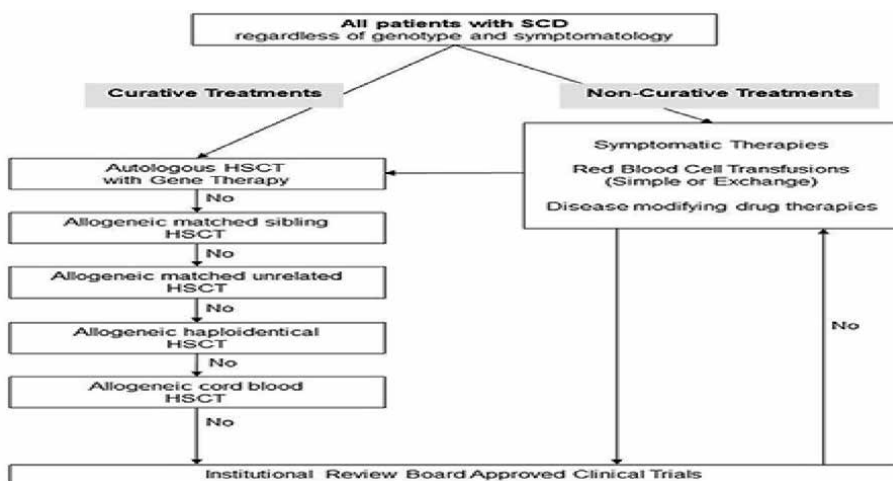 All patients with SCD
regardless of genotype and symptomatology
Curative Treatments
Non-Curative Treatments
Autologous HSCT
with Gene Therapy
No
Allogeneic matched sibling
HSCT
No
Allogeneic matched unrelated
HSCT
No
Allogeneic haploidentical
HSCT
No
Allogeneic cord blood
HSCT
No
Symptomatic Therapies
Red Blood Cell Transfusions
(Simple or Exchange)
Disease modifying drug therapies
No
Institutional Review Board Approved Clinical Trials